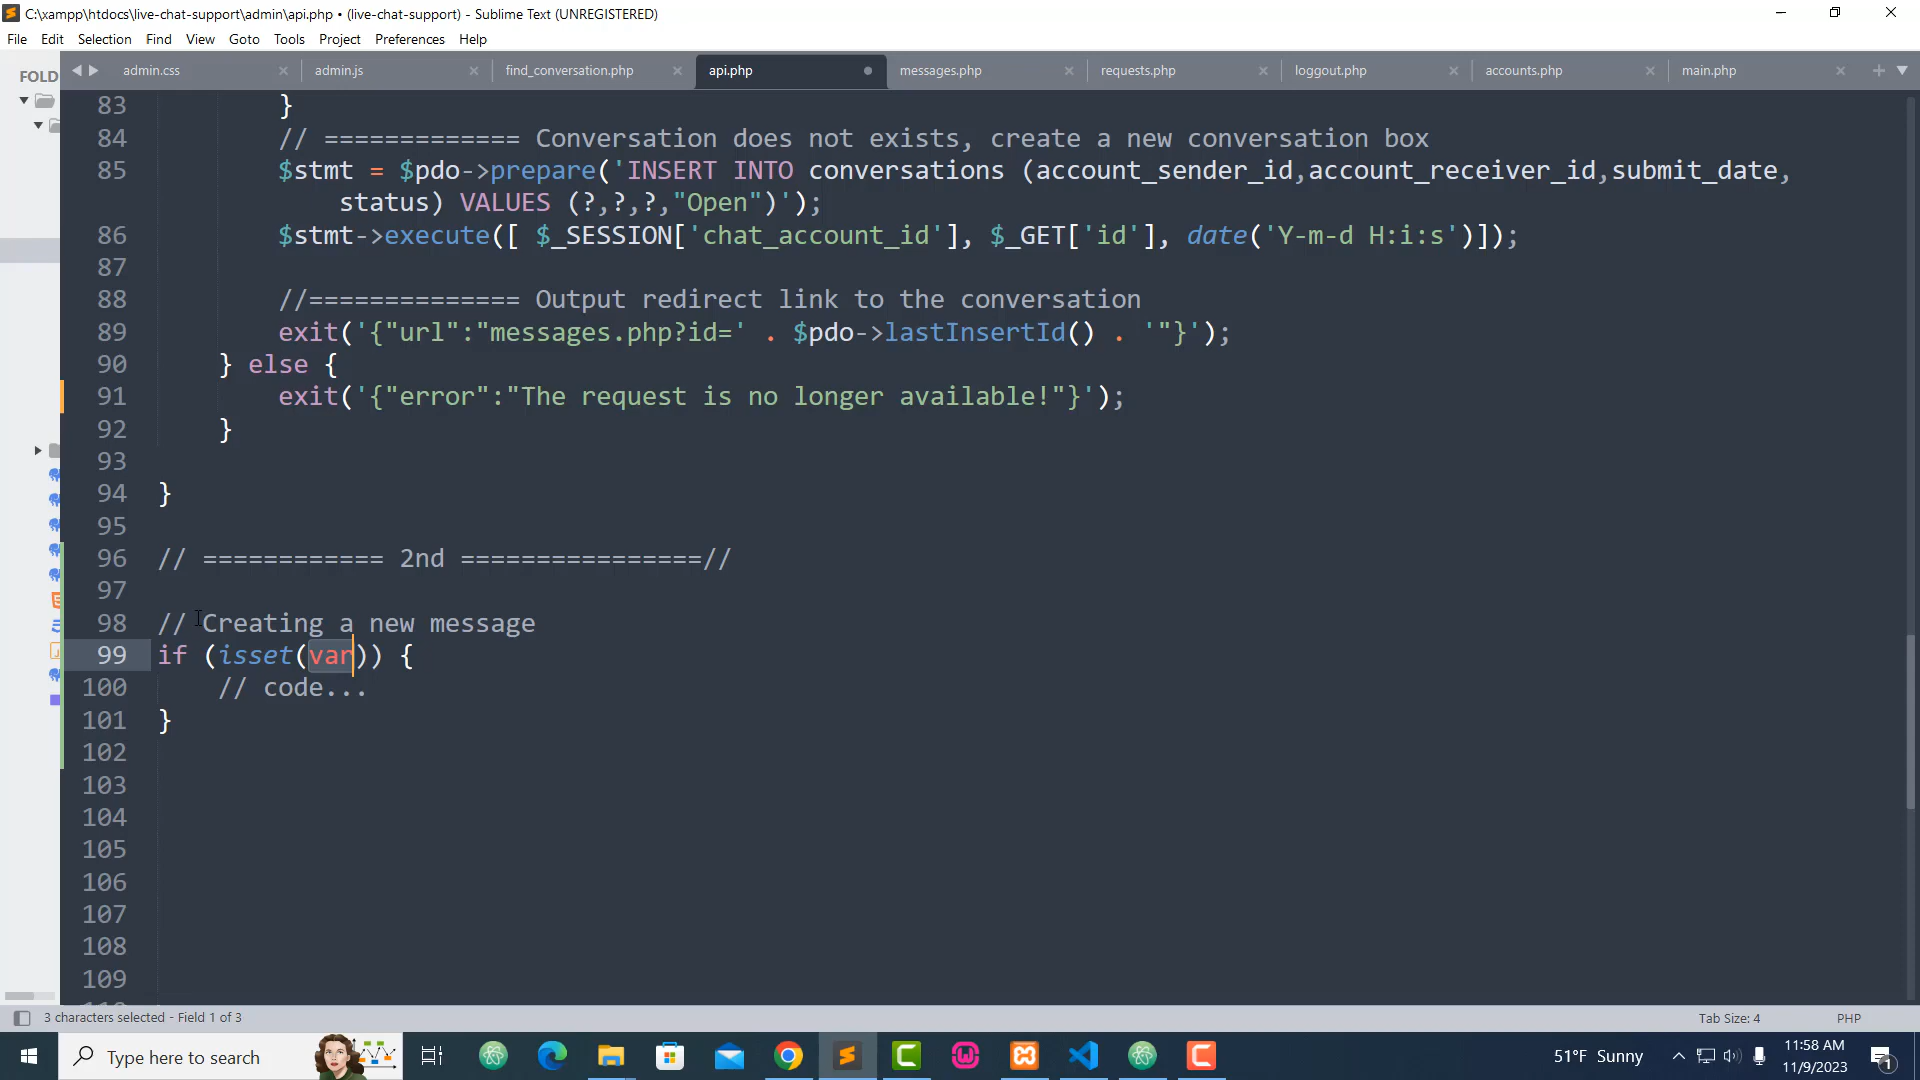 C:\xampp\htdocs\live-chat-support\admin\api.php • (live-chat-support) - Sublime Text (UNREGISTERED)
File Edit Selection Find View Goto Tools Project Preferences Help
FOLD
admin.css × admin.js × find_conversation.php × api.php messages.php × requests.php × loggout.php × accounts.php × main.php ×
83 }
84 // ============= Conversation does not exists, create a new conversation box
85 $stmt = $pdo->prepare('INSERT INTO conversations (account_sender_id,account_receiver_id,submit_date,
status) VALUES (?,?,?,"Open")');
86 $stmt->execute([ $_SESSION['chat_account_id'], $_GET['id'], date('Y-m-d H:i:s')]);
87
88 //============== Output redirect link to the conversation
89 exit('{"url":"messages.php?id=' . $pdo->lastInsertId() . '"}');
90 } else {
91 exit('{"error":"The request is no longer available!"}');
92 }
93
94 }
95
96 // ============ 2nd ================//
97
98 // Creating a new message
99 if (isset(var)) {
100 // code...
101 }
102
103
104
105
106
107
108
109
3 characters selected - Field 1 of 3
Tab Size: 4 PHP
Type here to search
51°F Sunny
11:58 AM
11/9/2023
1